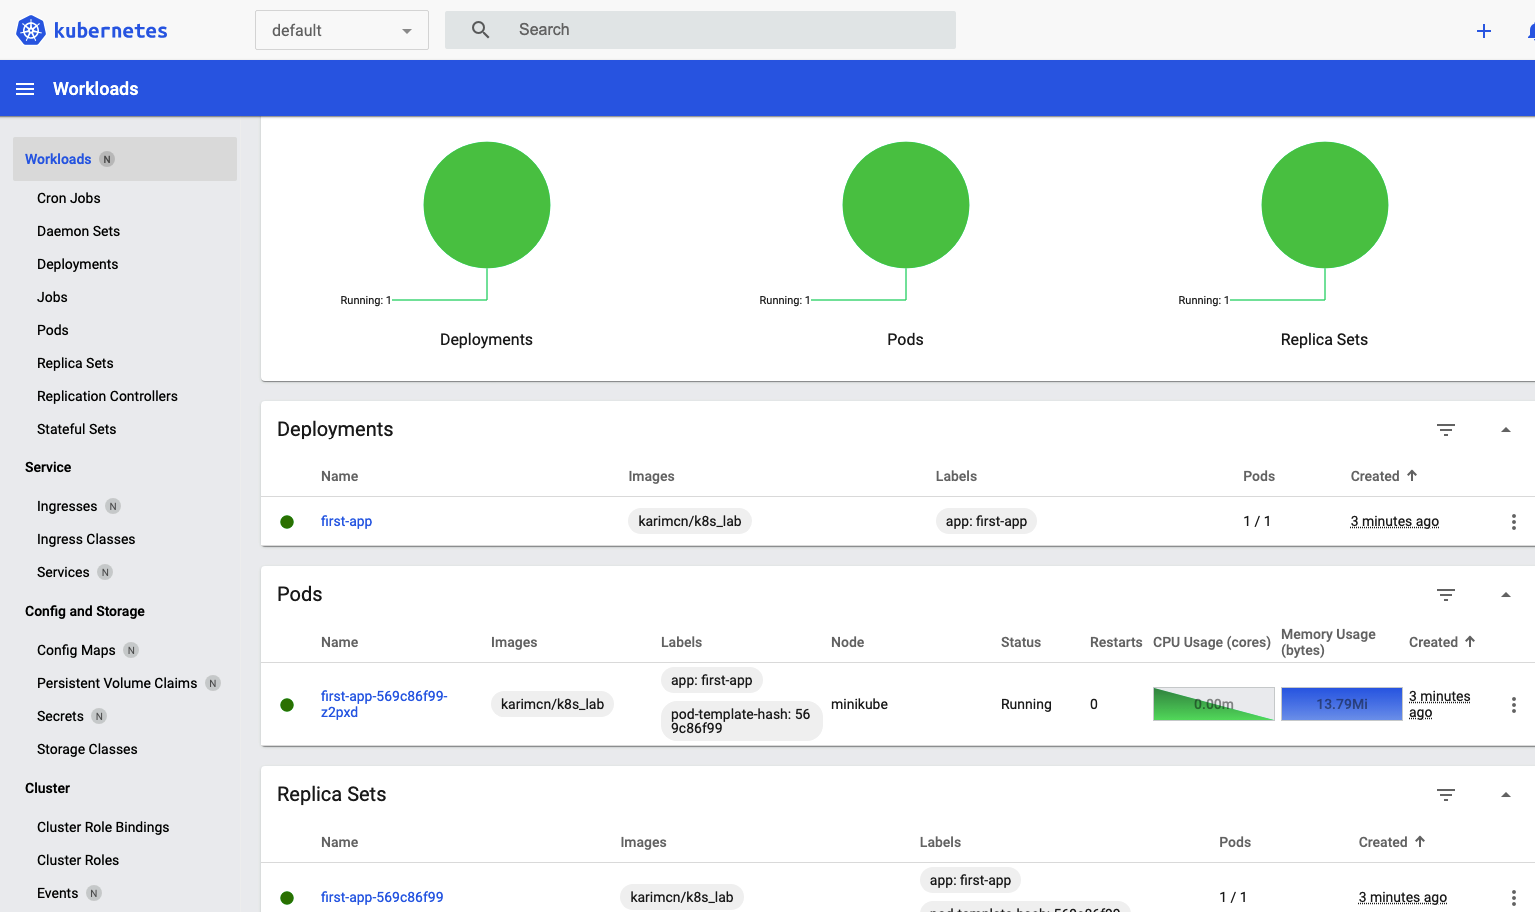 kubernetes
default
Search
Workloads
Workloads N
Cron Jobs
Daemon Sets
Deployments
Jobs
Pods
Replica Sets
Replication Controllers
Stateful Sets
Service
Ingresses N
Ingress Classes
Services N
Config and Storage
Config Maps N
Persistent Volume Claims N
Secrets N
Storage Classes
Cluster
Cluster Role Bindings
Cluster Roles
Events N
Running: 1
Deployments
Running: 1
Pods
Running: 1
Replica Sets
Deployments
Name Images Labels Pods Created
first-app karimcn/k8s_lab app: first-app 1 / 1 3 minutes ago
Pods
Name Images Labels Node Status Restarts CPU Usage (cores) Memory Usage
(bytes) Created
first-app-569c86f99-
z2pxd
karimcn/k8s_lab
app: first-app
pod-template-hash: 56
9c86f99
minikube
Running
0
0.00m
13.79Mi
3 minutes
ago
Replica Sets
Name Images Labels Pods Created
first-app-569c86f99 karimcn/k8s_lab app: first-app
pod-template-hash: 569c86f99
1 / 1 3 minutes ago